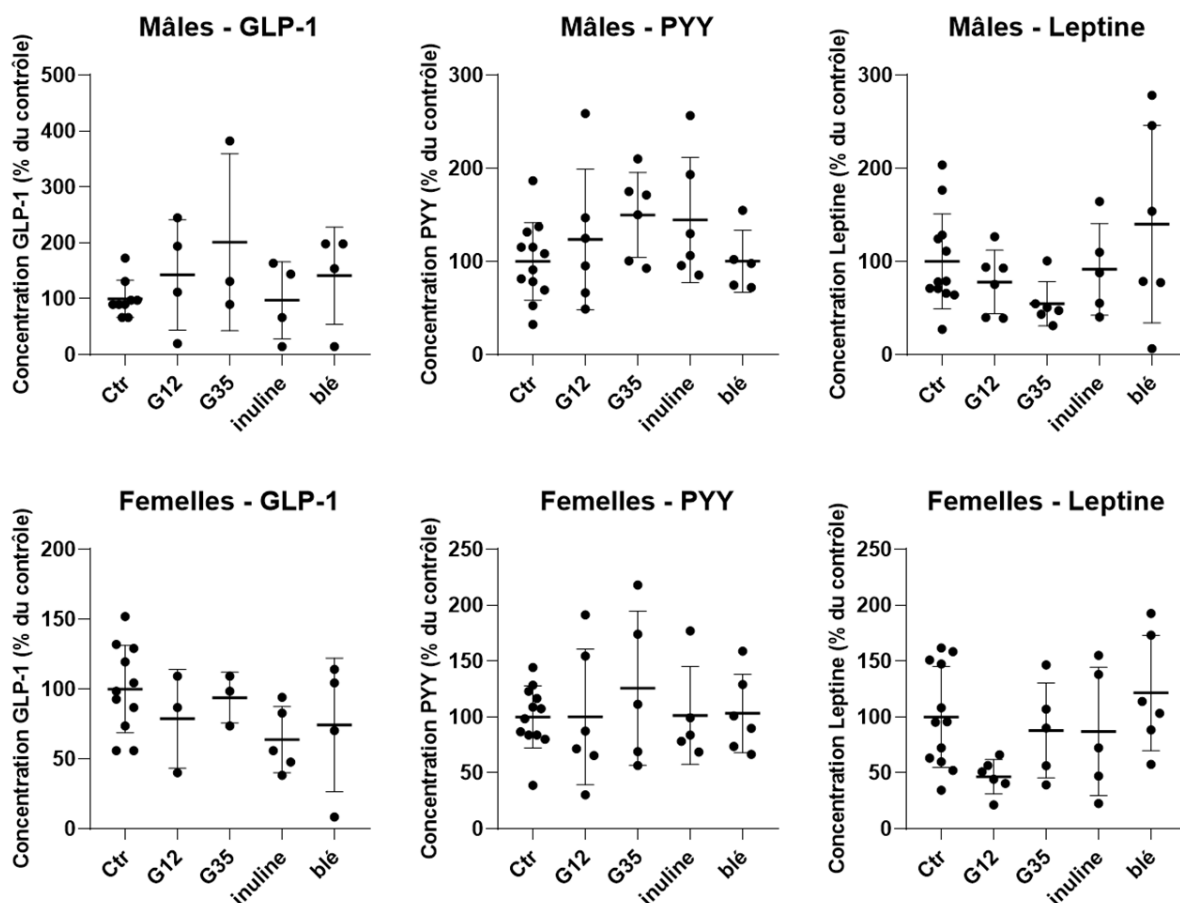 Mâles - GLP-1
Concentration GLP-1 (% du contrôle)
500
400
300
200
100
0
Ctr
G12
G35
inuline
blé
Mâles - PYY
Concentration PYY (% du contrôle)
300
200
100
0
Ctr
G12
G35
inuline
blé
Mâles - Leptine
Concentration Leptine (% du contrôle)
300
200
100
0
Ctr
G12
G35
inuline
blé
Femelles - GLP-1
Concentration GLP-1 (% du contrôle)
200
150
100
50
0
Ctr
G12
G35
inuline
blé
Femelles - PYY
Concentration PYY (% du contrôle)
250
200
150
100
50
0
Ctr
G12
G35
inuline
blé
Femelles - Leptine
Concentration Leptine (% du contrôle)
250
200
150
100
50
0
Ctr
G12
G35
inuline
blé